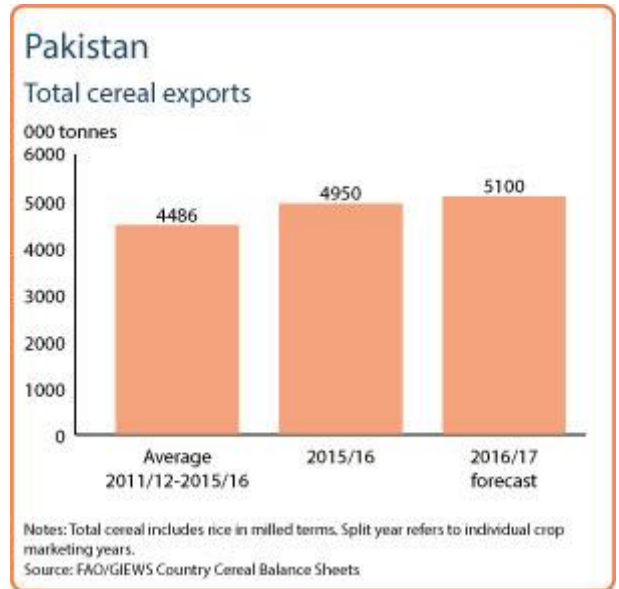 Pakistan
Total cereal exports
000 tonnes
6000
5000
4000
3000
2000
1000
0
4486
4950
5100
Average
2011/12-2015/16
2015/16
2016/17
forecast
Notes: Total cereal includes rice in milled terms. Split year refers to individual crop
marketing years.
Source: FAO/GIEWS Country Cereal Balance Sheets